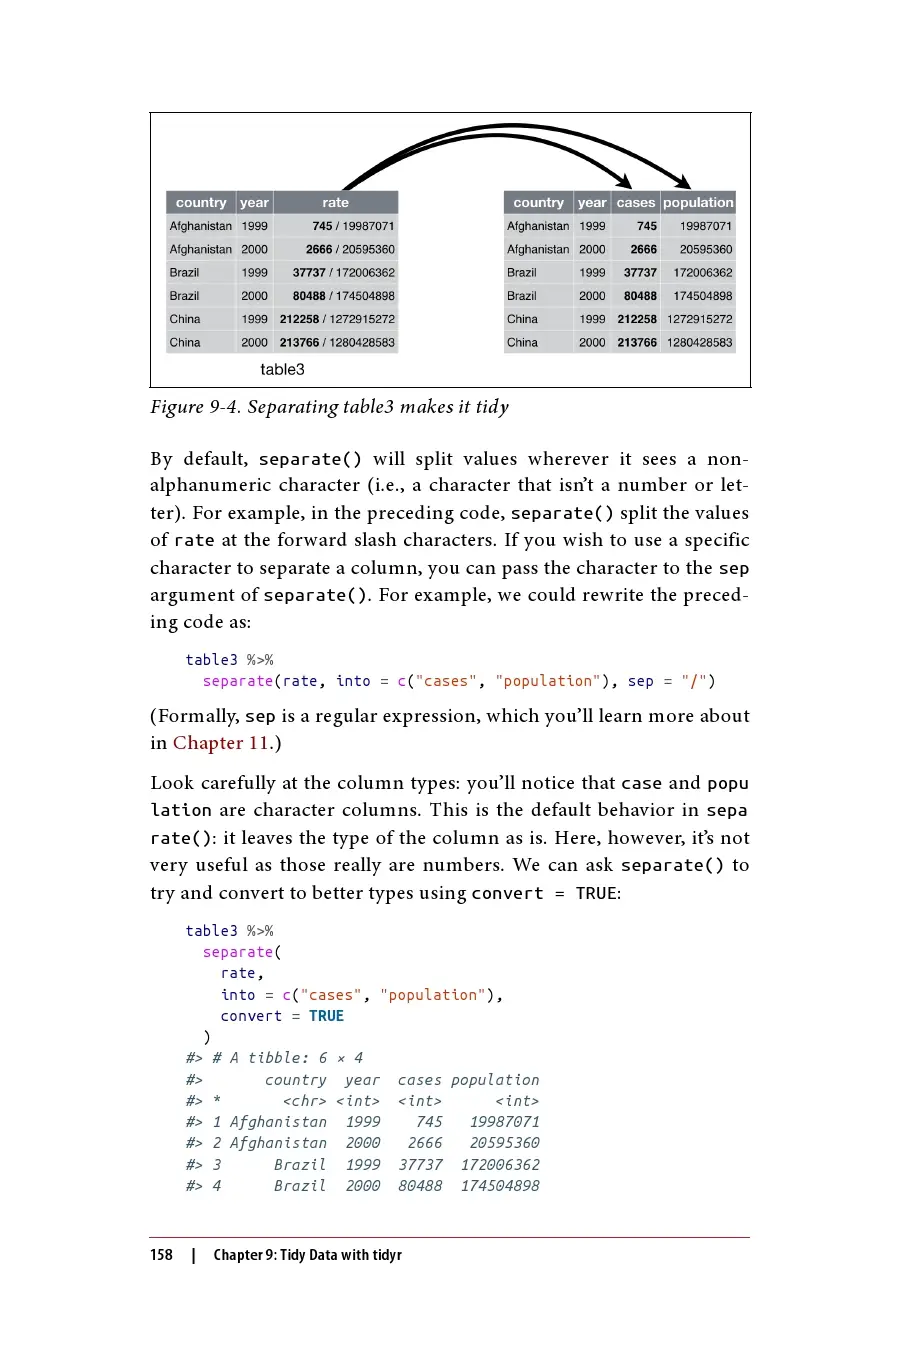 country year rate
Afghanistan 1999 745 / 19987071
Afghanistan 2000 2666 / 20595360
Brazil 1999 37737 / 172006362
Brazil 2000 80488 / 174504898
China 1999 212258 / 1272915272
China 2000 213766 / 1280428583
table3
country year cases population
Afghanistan 1999 745 19987071
Afghanistan 2000 2666 20595360
Brazil 1999 37737 172006362
Brazil 2000 80488 174504898
China 1999 212258 1272915272
China 2000 213766 1280428583
Figure 9-4. Separating table3 makes it tidy
By default, separate() will split values wherever it sees a non-
alphanumeric character (i.e., a character that isn’t a number or let-
ter). For example, in the preceding code, separate() split the values
of rate at the forward slash characters. If you wish to use a specific
character to separate a column, you can pass the character to the sep
argument of separate(). For example, we could rewrite the preced-
ing code as:
table3 %>%
  separate(rate, into = c("cases", "population"), sep = "/")
(Formally, sep is a regular expression, which you’ll learn more about
in Chapter 11.)
Look carefully at the column types: you’ll notice that case and popu
lation are character columns. This is the default behavior in sepa
rate(): it leaves the type of the column as is. Here, however, it’s not
very useful as those really are numbers. We can ask separate() to
try and convert to better types using convert = TRUE:
table3 %>%
  separate(
    rate,
    into = c("cases", "population"),
    convert = TRUE
  )
#> # A tibble: 6 × 4
#>       country  year  cases population
#> *       <chr> <int>  <int>      <int>
#> 1 Afghanistan  1999    745   19987071
#> 2 Afghanistan  2000   2666   20595360
#> 3      Brazil  1999  37737  172006362
#> 4      Brazil  2000  80488  174504898
158 | Chapter 9: Tidy Data with tidyr